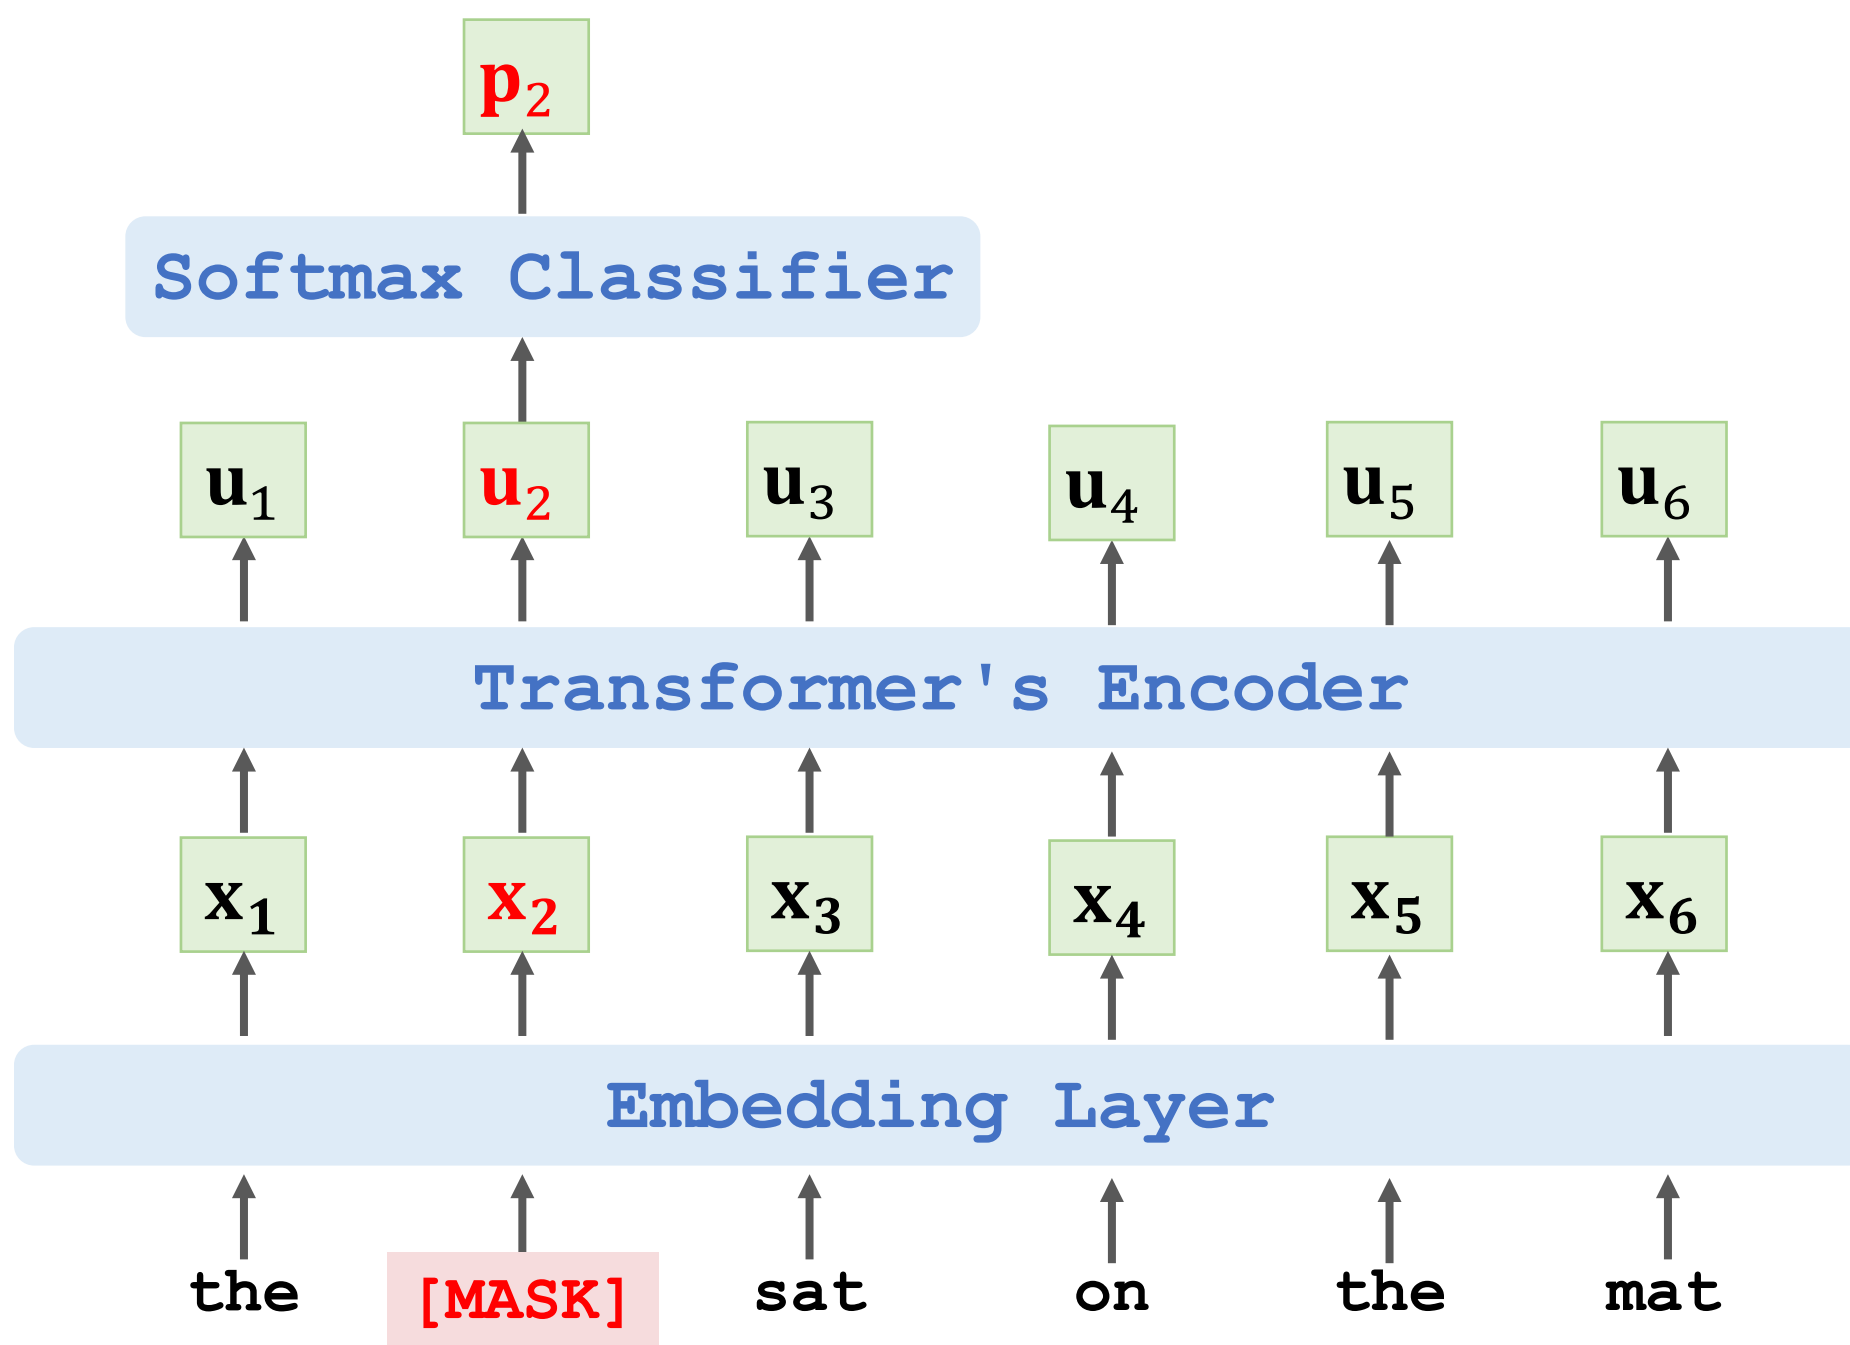 p₂
Softmax Classifier
u₁ u₂ u₃ u₄ u₅ u₆
Transformer's Encoder
x₁ x₂ x₃ x₄ x₅ x₆
Embedding Layer
the [MASK] sat on the mat